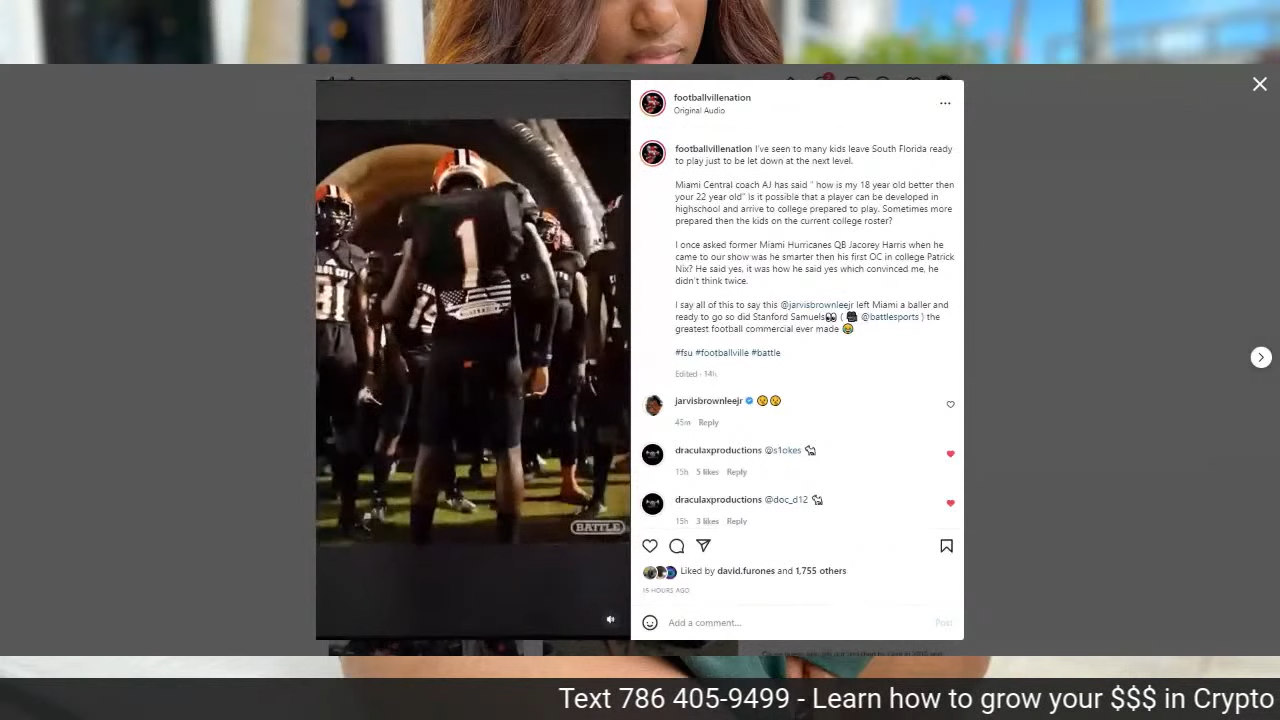 1
31
BATTLE
footballvillenation
Original Audio
footballvillenation I've seen to many kids leave South Florida ready
to play just to be let down at the next level.
Miami Central coach AJ has said " how is my 18 year old better then
your 22 year old" Is it possible that a player can be developed in
highschool and arrive to college prepared to play. Sometimes more
prepared then the kids on the current college roster?
I once asked former Miami Hurricanes QB Jacorey Harris when he
came to our show was he smarter then his first OC in college Patrick
Nix? He said yes, it was how he said yes which convinced me, he
didn't think twice.
I say all of this to say this @jarvisbrownleejr left Miami a baller and
ready to go so did Stanford Samuels👀 ( 🎥 @battlesports ) the
greatest football commercial ever made 😂
#fsu #footballville #battle
Edited · 14h
jarvisbrownleejr 😮😮
45m Reply
draculaxproductions @s1okes 🐕
15h 5 likes Reply
draculaxproductions @doc_d12 🐕
15h 3 likes Reply
Liked by david.furones and 1,755 others
15 HOURS AGO
Add a comment...
Post
Text 786 405-9499 - Learn how to grow your $$$ in Crypto